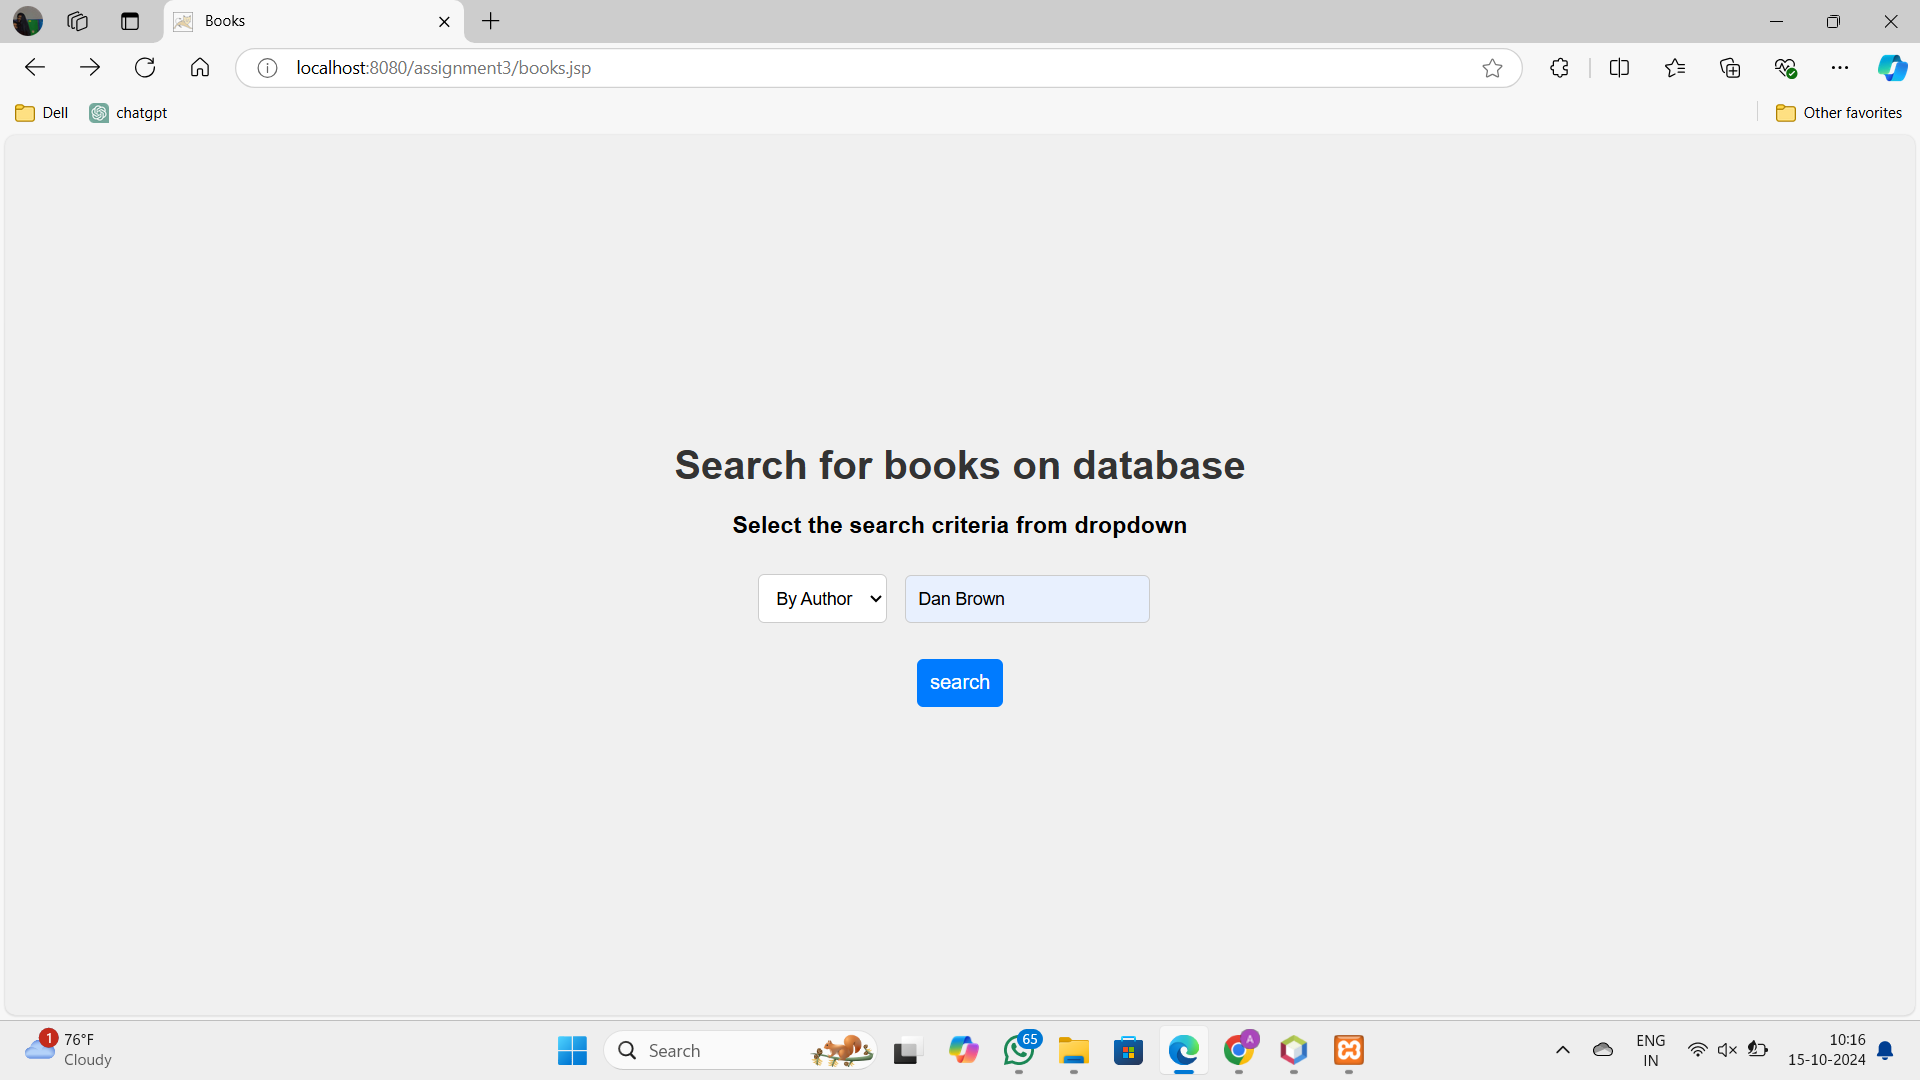 Books
localhost:8080/assignment3/books.jsp
Dell
chatgpt
Other favorites
Search for books on database
Select the search criteria from dropdown
By Author
Dan Brown
search
1
76°F
Cloudy
Search
65
A
ENG
IN
10:16
15-10-2024